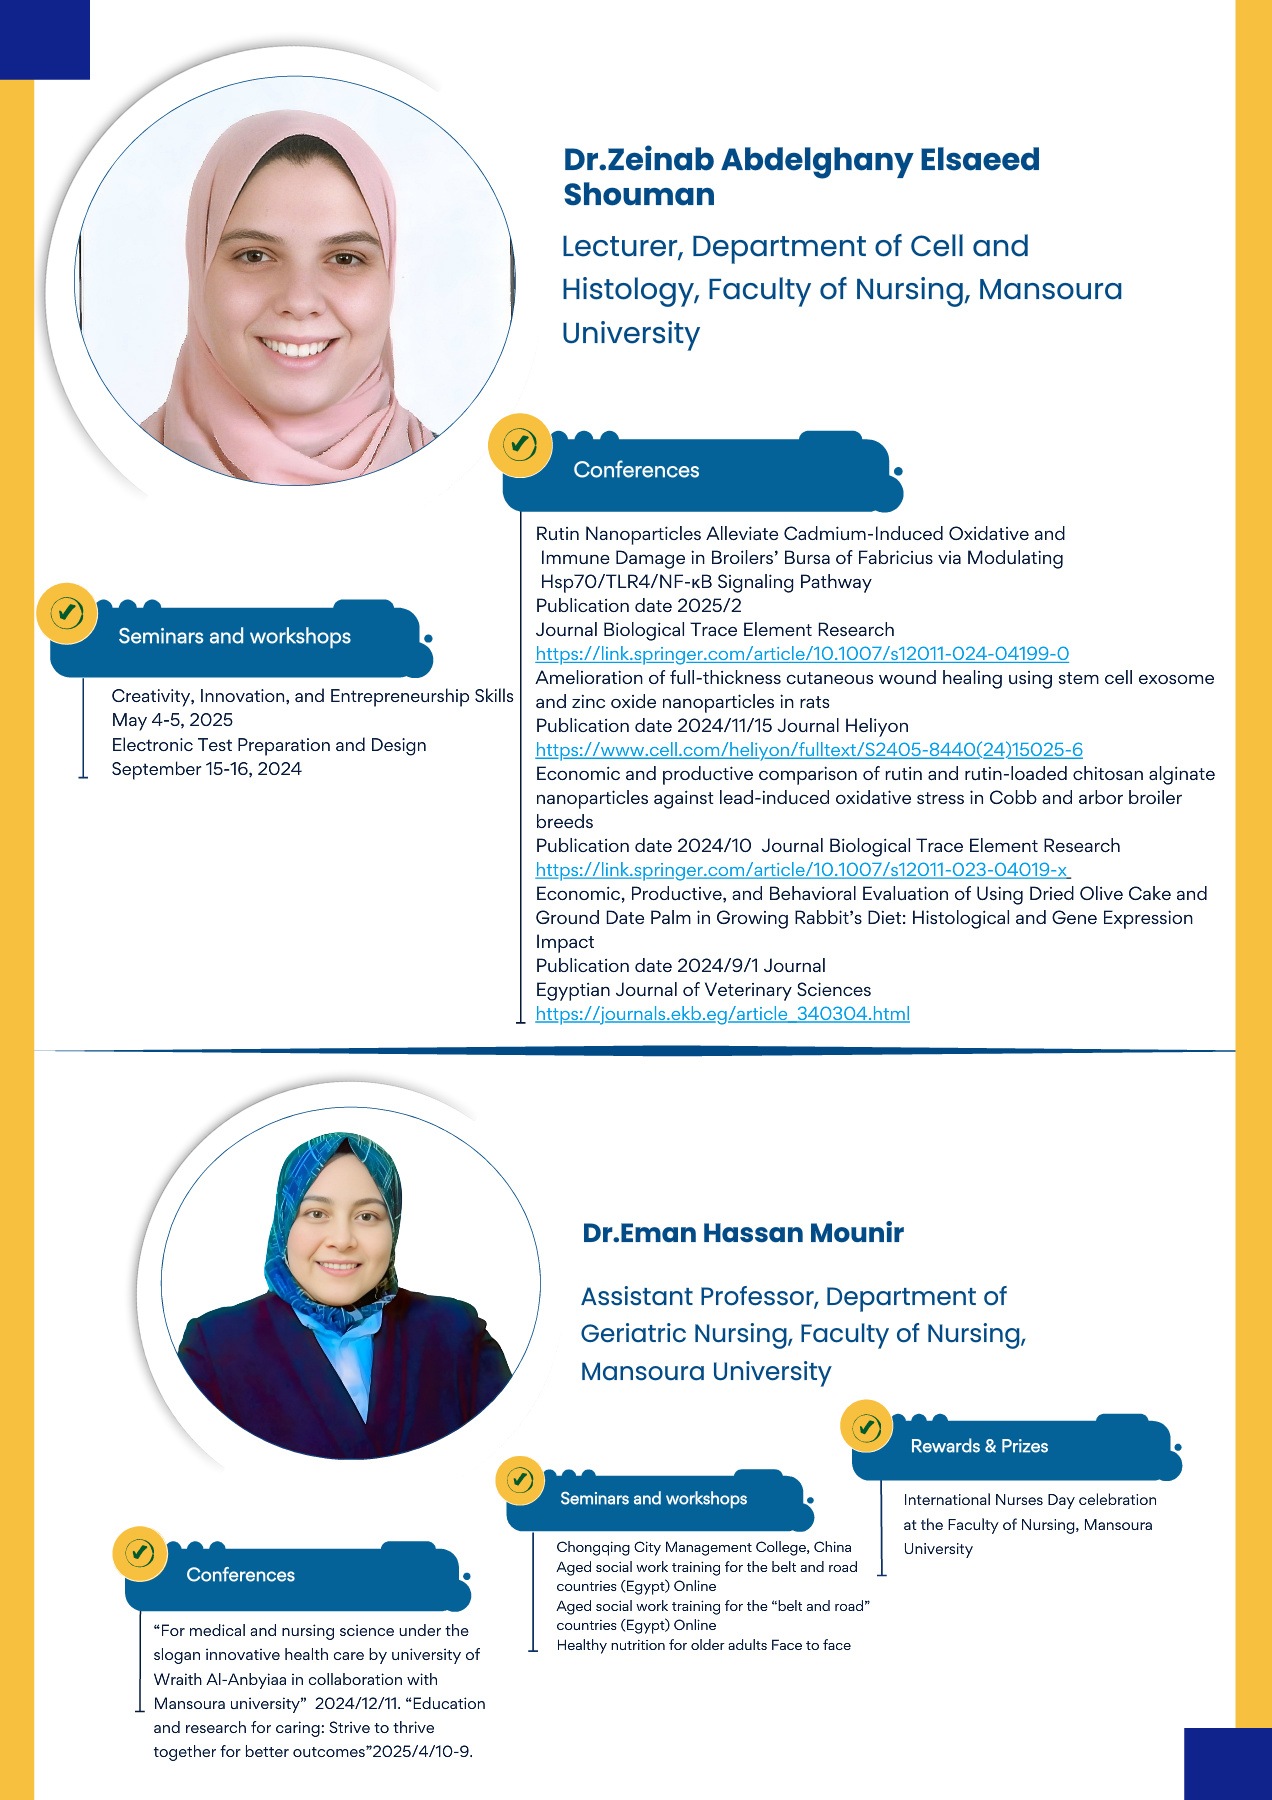 Dr.Zeinab Abdelghany Elsaeed
Shouman
Lecturer, Department of Cell and
Histology, Faculty of Nursing, Mansoura
University
Conferences
Rutin Nanoparticles Alleviate Cadmium-Induced Oxidative and
Immune Damage in Broilers’ Bursa of Fabricius via Modulating
Hsp70/TLR4/NF-κB Signaling Pathway
Publication date 2025/2
Journal Biological Trace Element Research
https://link.springer.com/article/10.1007/s12011-024-04199-0
Amelioration of full-thickness cutaneous wound healing using stem cell exosome
and zinc oxide nanoparticles in rats
Publication date 2024/11/15 Journal Heliyon
https://www.cell.com/heliyon/fulltext/S2405-8440(24)15025-6
Economic and productive comparison of rutin and rutin-loaded chitosan alginate
nanoparticles against lead-induced oxidative stress in Cobb and arbor broiler
breeds
Publication date 2024/10 Journal Biological Trace Element Research
https://link.springer.com/article/10.1007/s12011-023-04019-x
Economic, Productive, and Behavioral Evaluation of Using Dried Olive Cake and
Ground Date Palm in Growing Rabbit’s Diet: Histological and Gene Expression
Impact
Publication date 2024/9/1 Journal
Egyptian Journal of Veterinary Sciences
https://journals.ekb.eg/article_340304.html
Seminars and workshops
Creativity, Innovation, and Entrepreneurship Skills
May 4-5, 2025
Electronic Test Preparation and Design
September 15-16, 2024
Dr.Eman Hassan Mounir
Assistant Professor, Department of
Geriatric Nursing, Faculty of Nursing,
Mansoura University
Rewards & Prizes
International Nurses Day celebration
at the Faculty of Nursing, Mansoura
University
Seminars and workshops
Chongqing City Management College, China
Aged social work training for the belt and road
countries (Egypt) Online
Aged social work training for the “belt and road”
countries (Egypt) Online
Healthy nutrition for older adults Face to face
Conferences
“For medical and nursing science under the
slogan innovative health care by university of
Wraith Al-Anbyiaa in collaboration with
Mansoura university” 2024/12/11. “Education
and research for caring: Strive to thrive
together for better outcomes”2025/4/10-9.